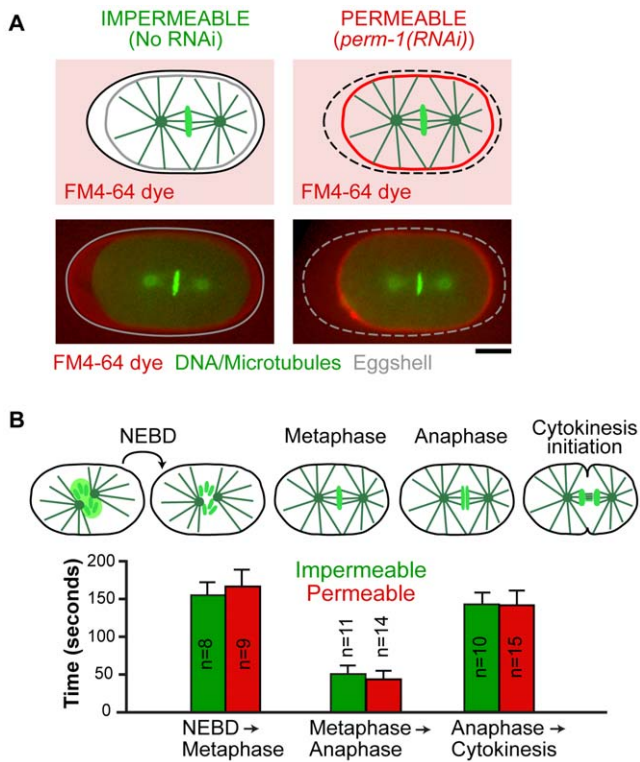 A
IMPERMEABLE
(No RNAi)
PERMEABLE
(perm-1(RNAi))
FM4-64 dye
FM4-64 dye
FM4-64 dye DNA/Microtubules Eggshell
B
NEBD
Metaphase
Anaphase
Cytokinesis
initiation
Time (seconds)
200
150
100
50
0
Impermeable
Permeable
n=8
n=9
n=11
n=14
n=10
n=15
NEBD →
Metaphase
Metaphase →
Anaphase
Anaphase →
Cytokinesis